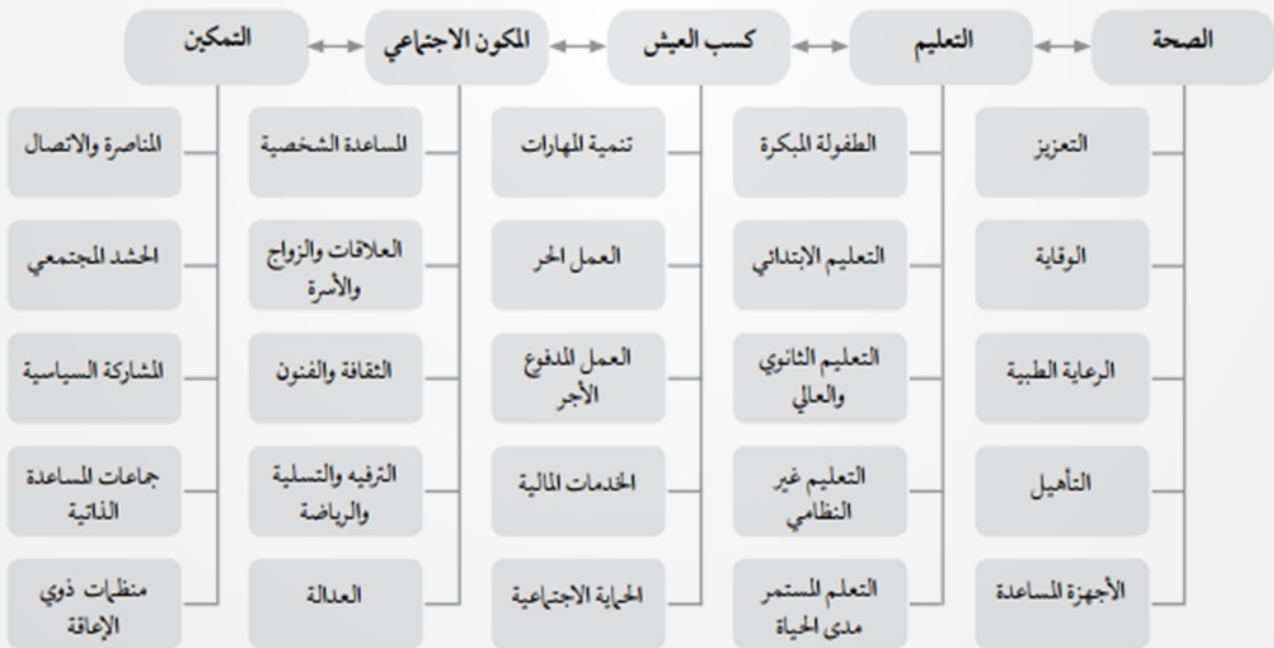 الصحة
التعليم
كسب العيش
المكون الاجتماعي
التمكين
التعزيز
الوقاية
الرعاية الطبية
التأهيل
الأجهزة المساعدة
الطفولة المبكرة
التعليم الابتدائي
التعليم الثانوي
والعالي
التعليم غير
النظامي
التعلم المستمر
مدى الحياة
تنمية المهارات
العمل الحر
العمل المدفوع
الأجر
الخدمات المالية
الحماية الاجتماعية
المساعدة الشخصية
العلاقات والزواج
والأسرة
الثقافة والفنون
الترفيه والتسلية
والرياضة
العدالة
المناصرة والاتصال
الحشد المجتمعي
المشاركة السياسية
جماعات المساعدة
الذاتية
منظمات ذوي
الإعاقة